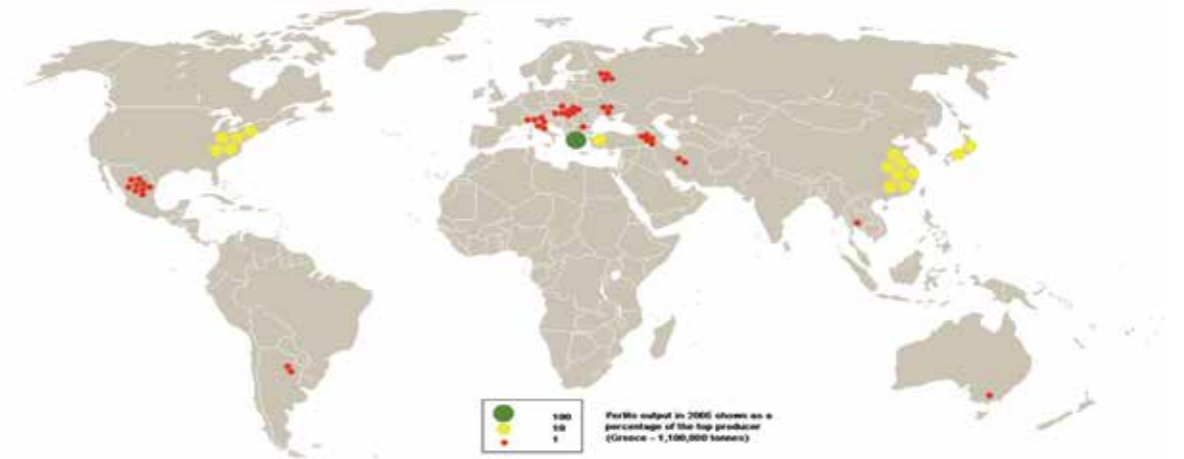 100
10
1
Perlite output in 2005 shown as a
percentage of the top producer
(Greece - 1,100,000 tonnes)